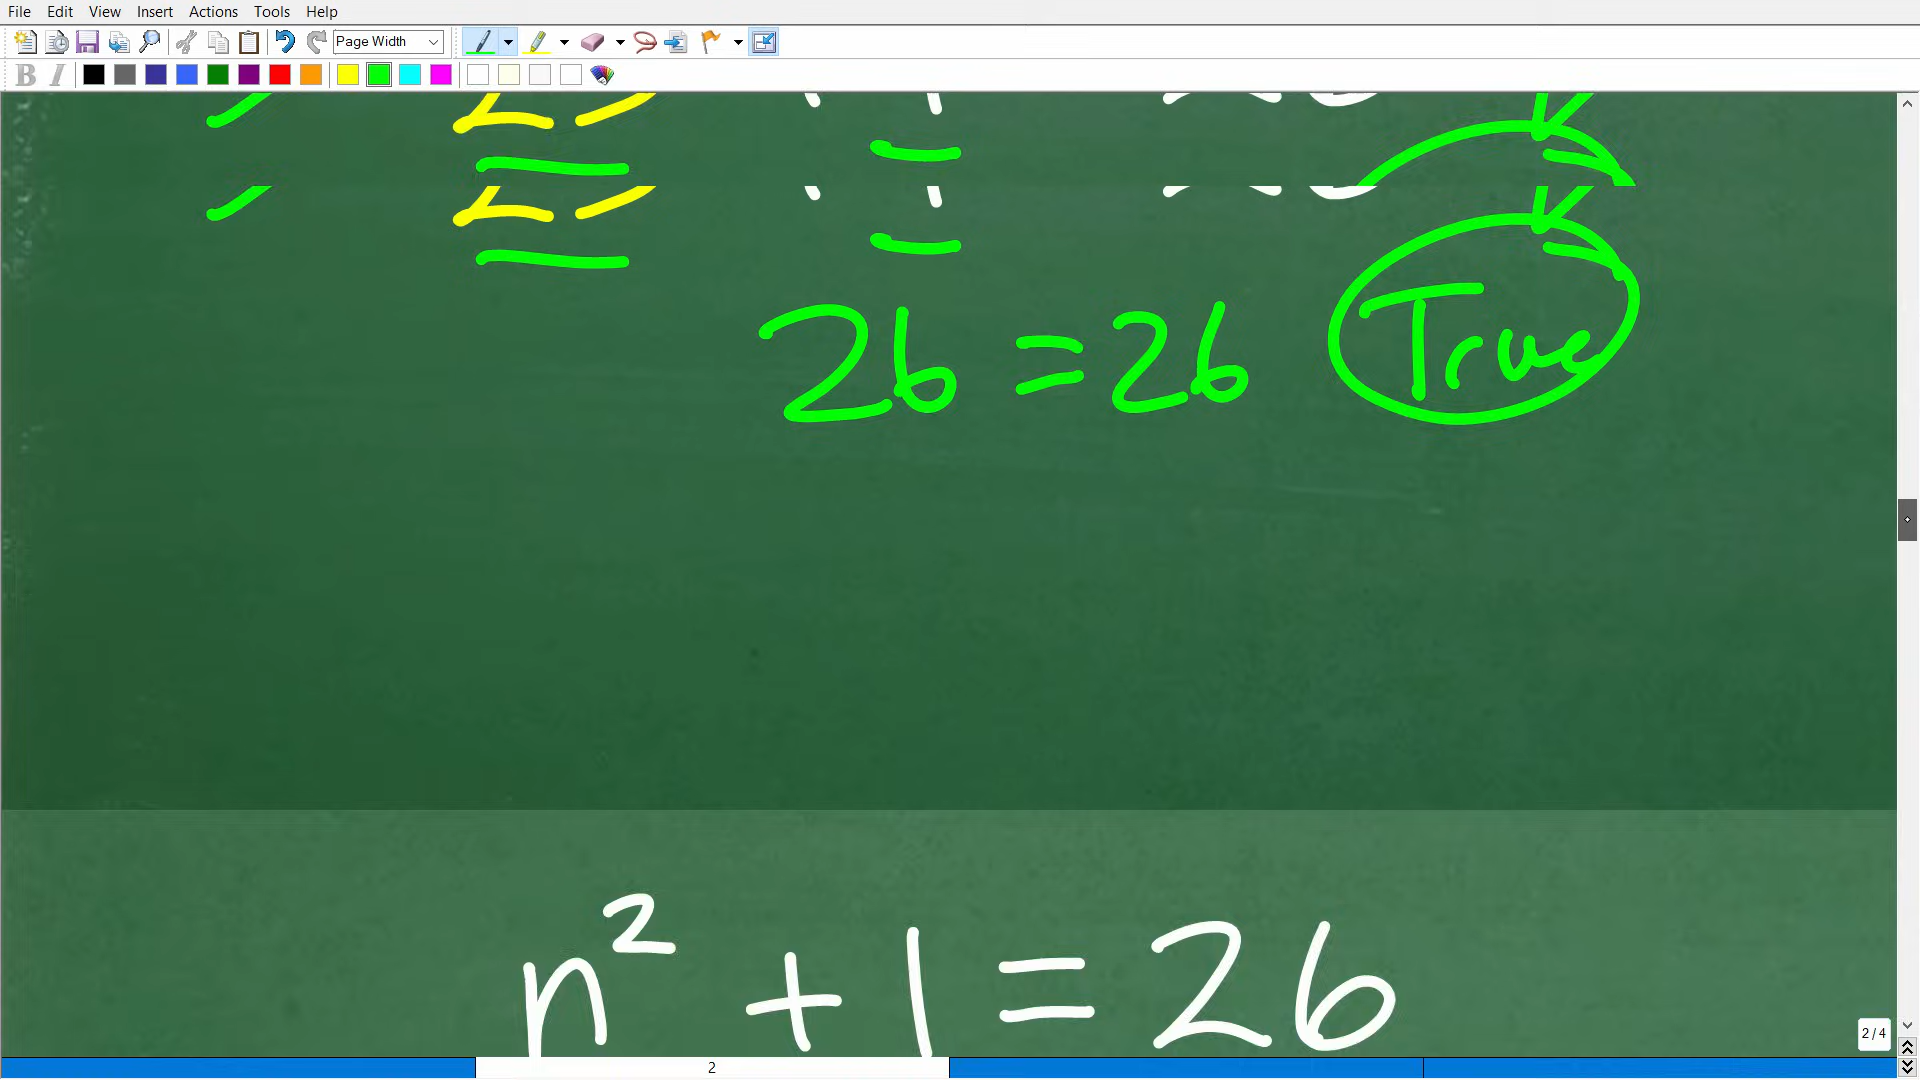 File Edit View Insert Actions Tools Help
Page Width
B I
26 = 26 True
n² + 1 = 26
2 / 4
2